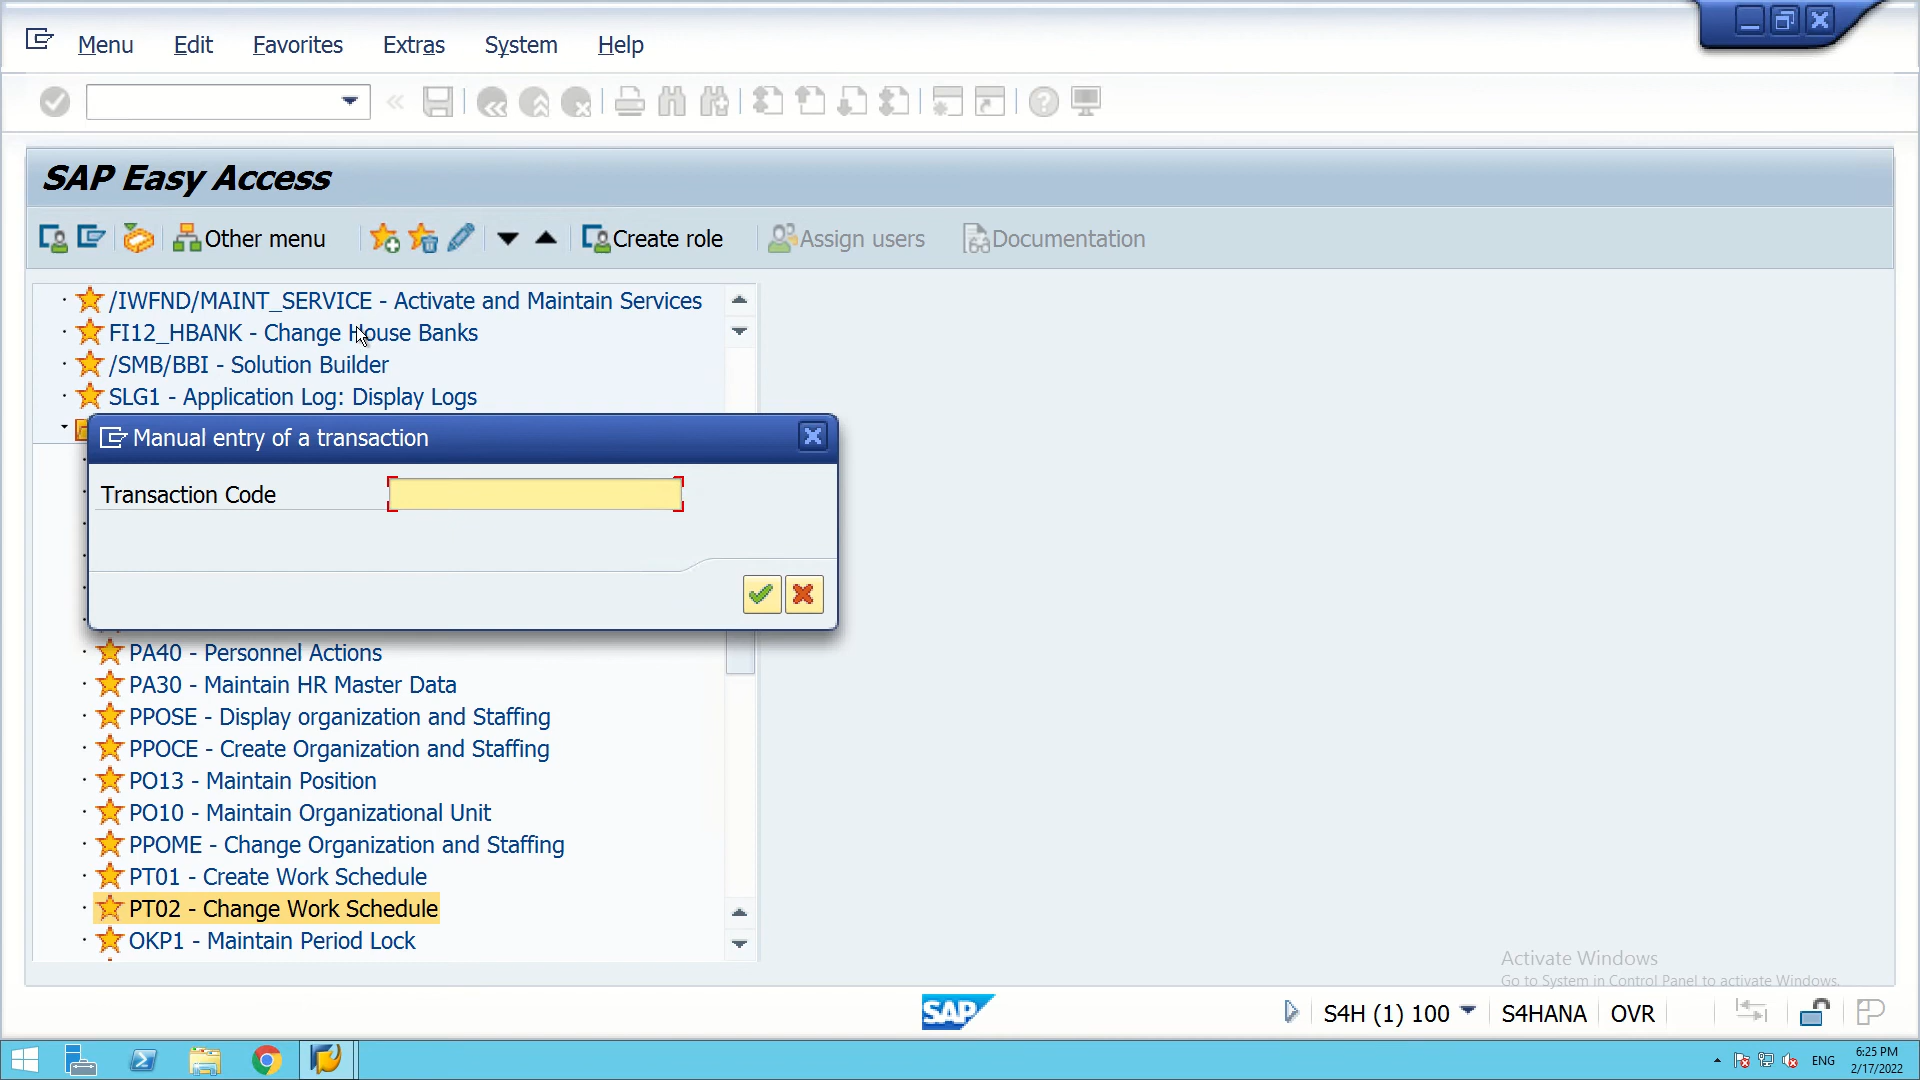 Menu Edit Favorites Extras System Help
SAP Easy Access
Other menu Create role Assign users Documentation
/IWFND/MAINT_SERVICE - Activate and Maintain Services
FI12_HBANK - Change House Banks
/SMB/BBI - Solution Builder
SLG1 - Application Log: Display Logs
Manual entry of a transaction
Transaction Code
PA40 - Personnel Actions
PA30 - Maintain HR Master Data
PPOSE - Display organization and Staffing
PPOCE - Create Organization and Staffing
PO13 - Maintain Position
PO10 - Maintain Organizational Unit
PPOME - Change Organization and Staffing
PT01 - Create Work Schedule
PT02 - Change Work Schedule
OKP1 - Maintain Period Lock
Activate Windows
Go to System in Control Panel to activate Windows.
SAP S4H (1) 100 S4HANA OVR
ENG
6:25 PM
2/17/2022